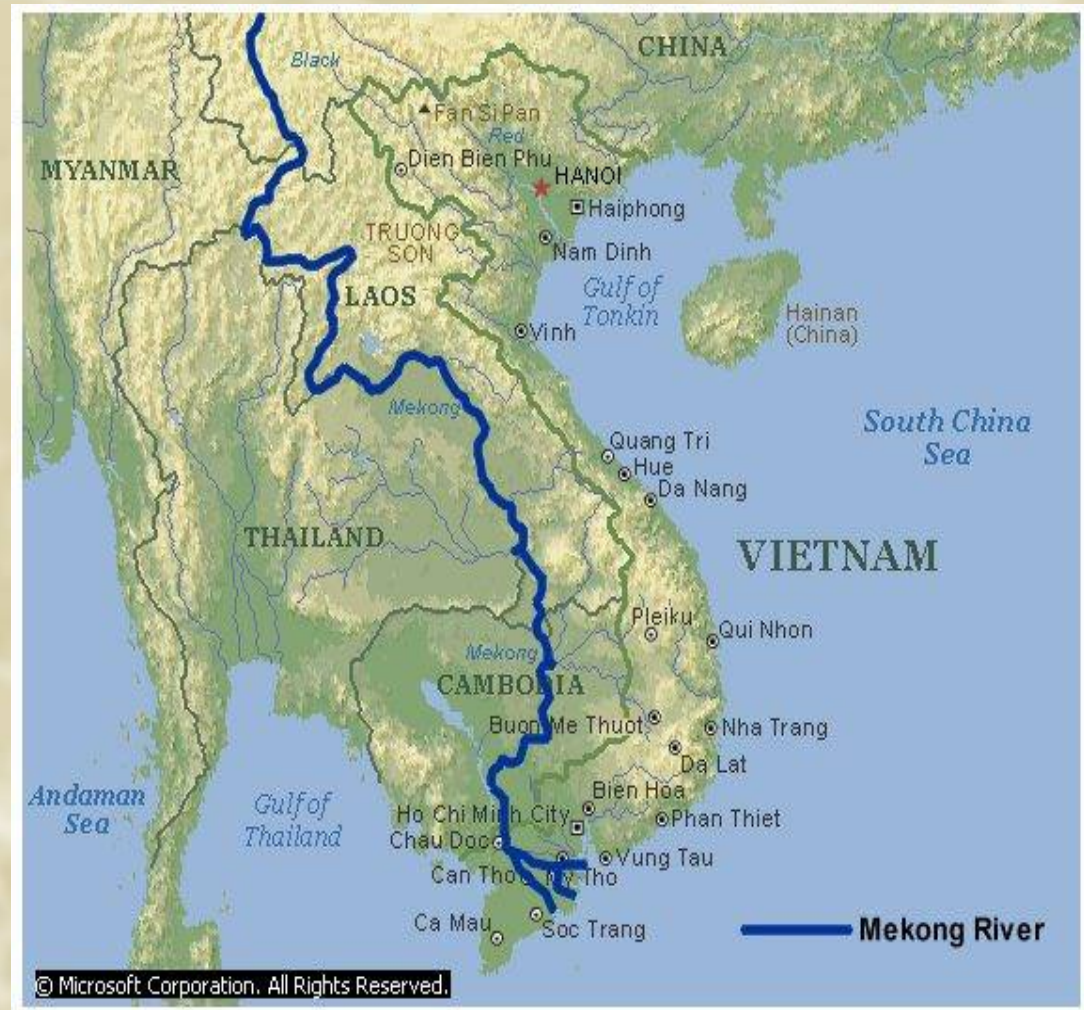 CHINA
Black
Fan Si Pan
Red
Dien Bien Phu
MYANMAR
HANOI
Haiphong
TRUONG
SON
Nam Dinh
LAOS
Gulf of
Tonkin
Hainan
(China)
Vinh
Mekong
South China
Sea
Quang Tri
Hue
Da Nang
THAILAND
VIETNAM
Pleiku
Qui Nhon
Mekong
CAMBODIA
Buon Me Thuot
Nha Trang
Da Lat
Andaman
Sea
Gulf of
Thailand
Bien Hoa
Ho Chi Minh City
Phan Thiet
Chau Doc
Vung Tau
Can Tho
My Tho
Ca Mau
Soc Trang
Mekong River
© Microsoft Corporation. All Rights Reserved.